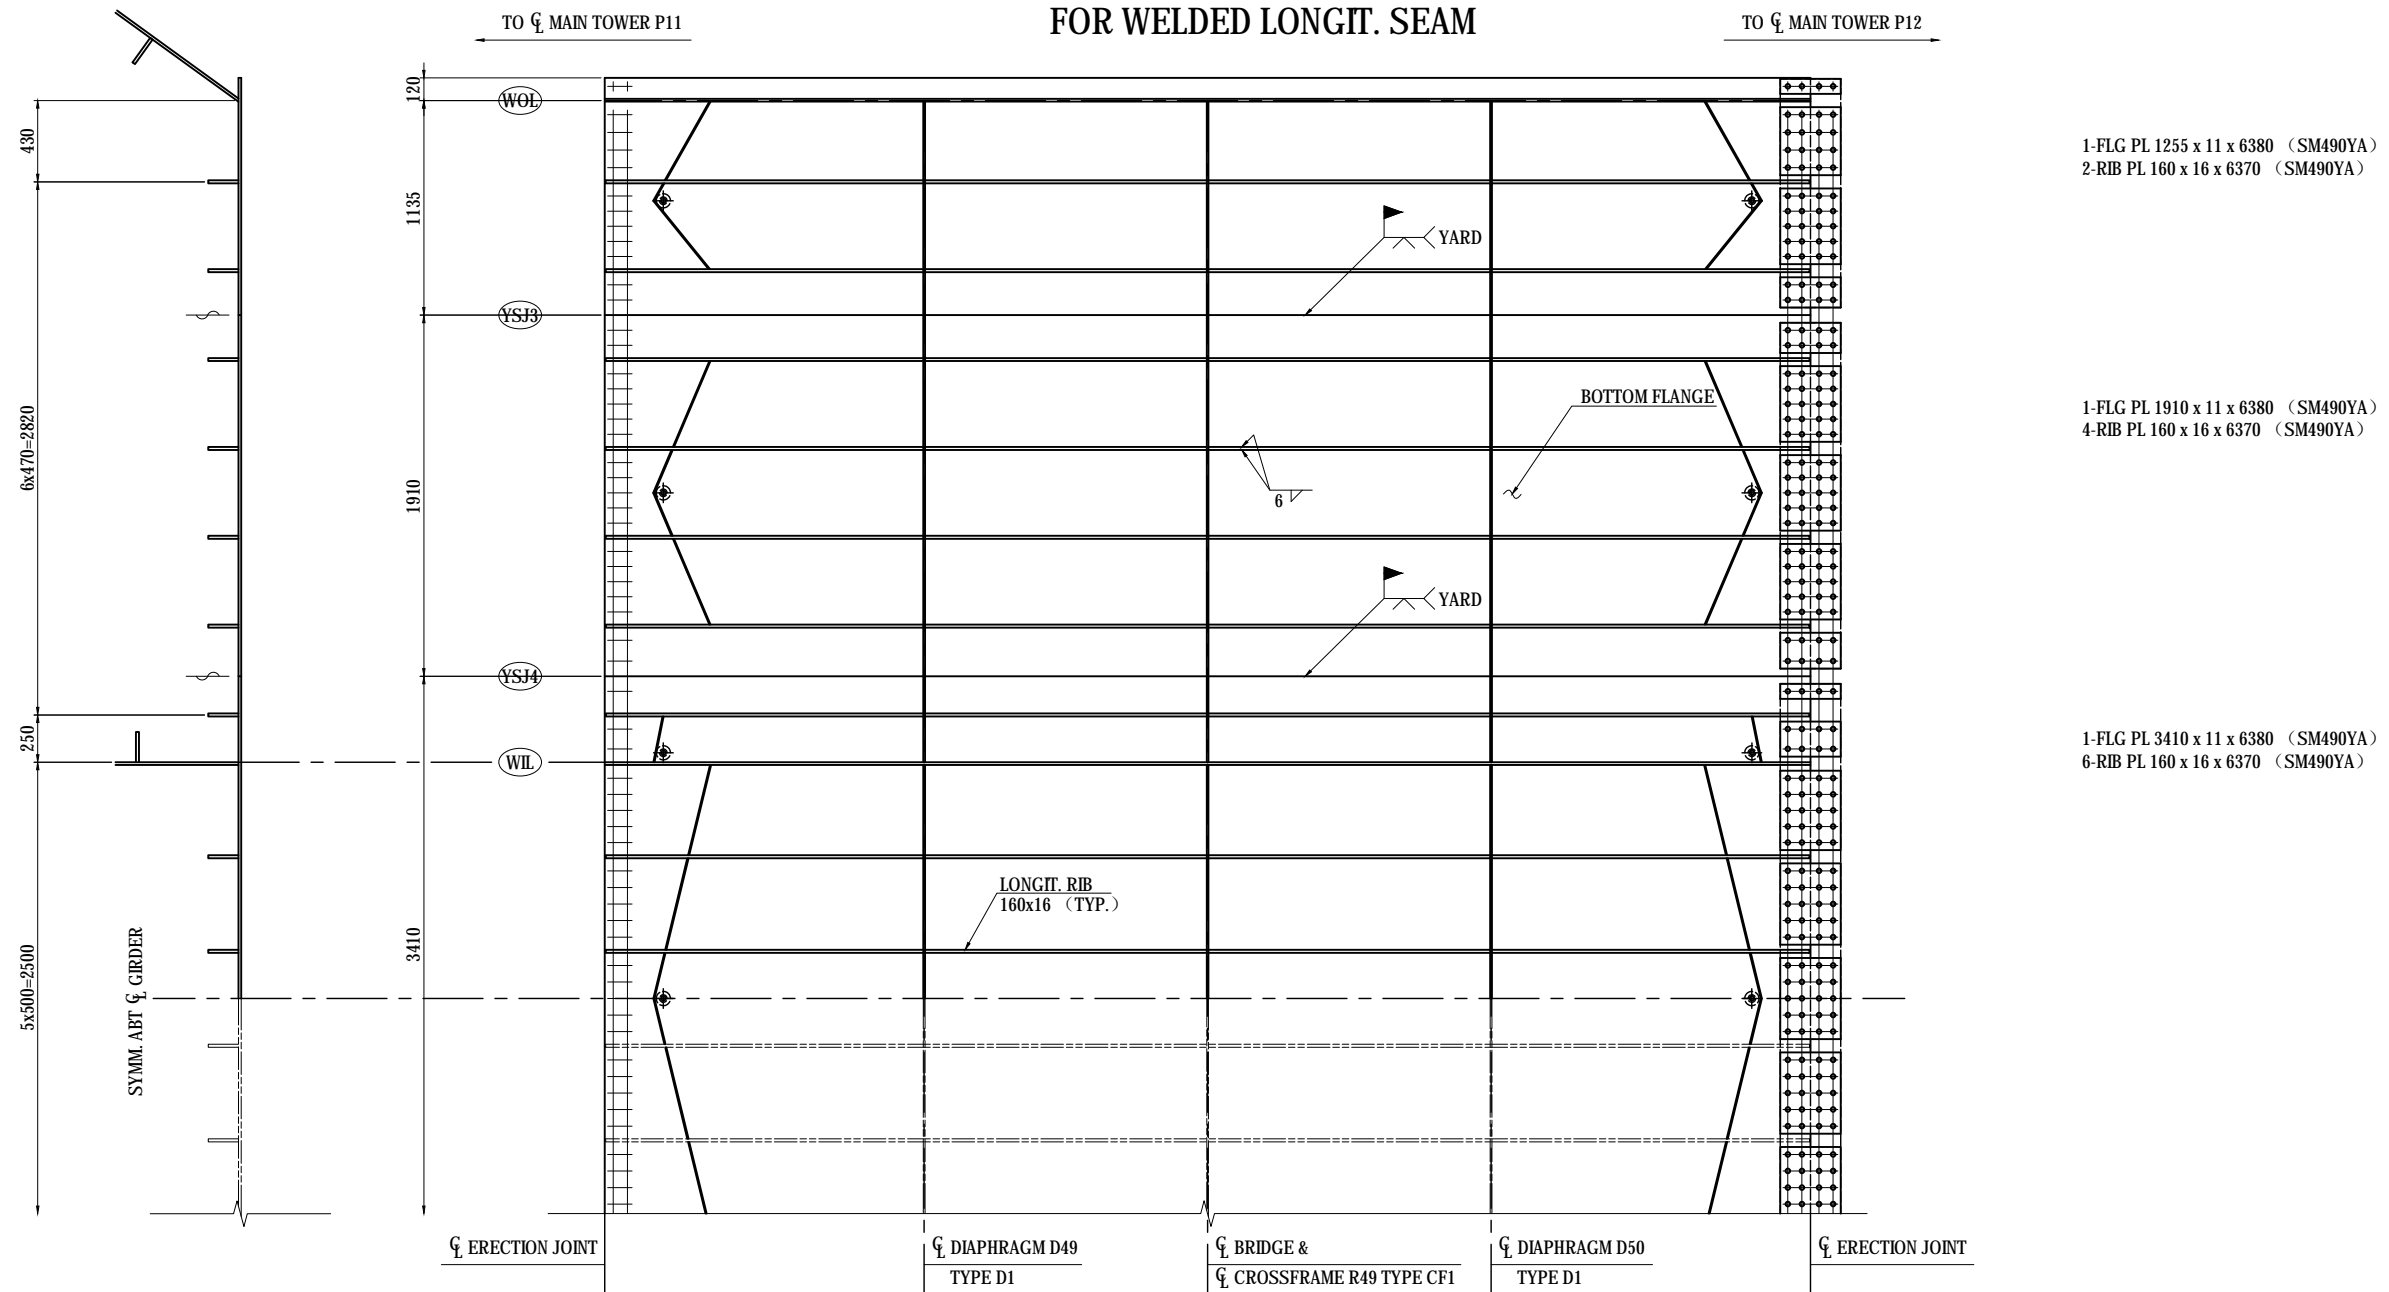 FOR WELDED LONGIT. SEAM
TO ℄ MAIN TOWER P11
TO ℄ MAIN TOWER P12
120
WOL
430
1135
1-FLG PL 1255 x 11 x 6380 （SM490YA）
2-RIB PL 160 x 16 x 6370 （SM490YA）
YARD
YSJ3
6x470=2820
1910
BOTTOM FLANGE
1-FLG PL 1910 x 11 x 6380 （SM490YA）
4-RIB PL 160 x 16 x 6370 （SM490YA）
6
YARD
YSJ4
250
WIL
1-FLG PL 3410 x 11 x 6380 （SM490YA）
6-RIB PL 160 x 16 x 6370 （SM490YA）
LONGIT. RIB
160x16 （TYP.）
5x500=2500
SYMM. ABT ℄ GIRDER
3410
℄ ERECTION JOINT
℄ DIAPHRAGM D49
TYPE D1
℄ BRIDGE &
℄ CROSSFRAME R49 TYPE CF1
℄ DIAPHRAGM D50
TYPE D1
℄ ERECTION JOINT